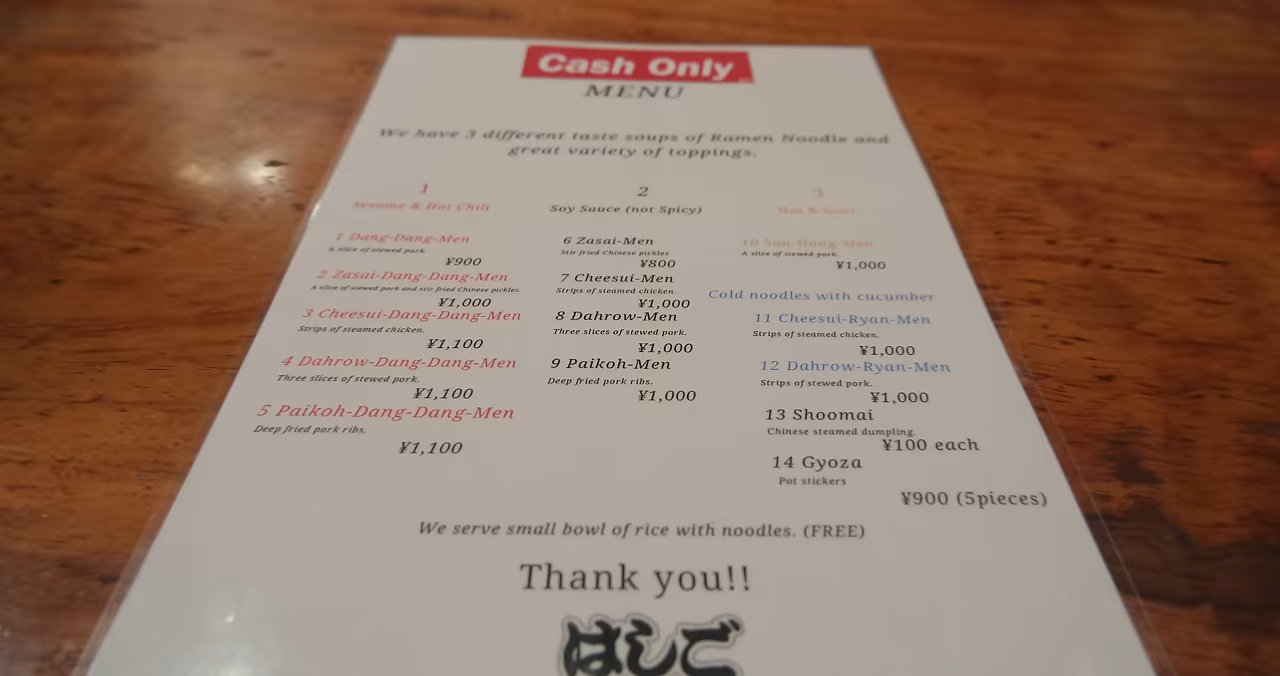 Cash Only
MENU
We have 3 different taste soups of Ramen Noodle and
great variety of toppings.
1
Sesame & Hot Chili
1 Dang-Dang-Men
A slice of stewed pork.
¥900
2 Zasai-Dang-Dang-Men
A slice of stewed pork and stir fried Chinese pickles.
¥1,000
3 Cheesui-Dang-Dang-Men
Strips of steamed chicken.
¥1,100
4 Dahrow-Dang-Dang-Men
Three slices of stewed pork.
¥1,100
5 Paikoh-Dang-Dang-Men
Deep fried pork ribs.
¥1,100
2
Soy Sauce (not Spicy)
6 Zasai-Men
Stir fried Chinese pickles
¥800
7 Cheesui-Men
Strips of steamed chicken.
¥1,000
8 Dahrow-Men
Three slices of stewed pork.
¥1,000
9 Paikoh-Men
Deep fried pork ribs.
¥1,000
3
Hot & Sour
10 Sun-Hong-Men
A slice of stewed pork.
¥1,000
Cold noodles with cucumber
11 Cheesui-Ryan-Men
Strips of steamed chicken.
¥1,000
12 Dahrow-Ryan-Men
Strips of stewed pork.
¥1,000
13 Shoomai
Chinese steamed dumpling.
¥100 each
14 Gyoza
Pot stickers
¥900 (5pieces)
We serve small bowl of rice with noodles. (FREE)
Thank you!!
はしご